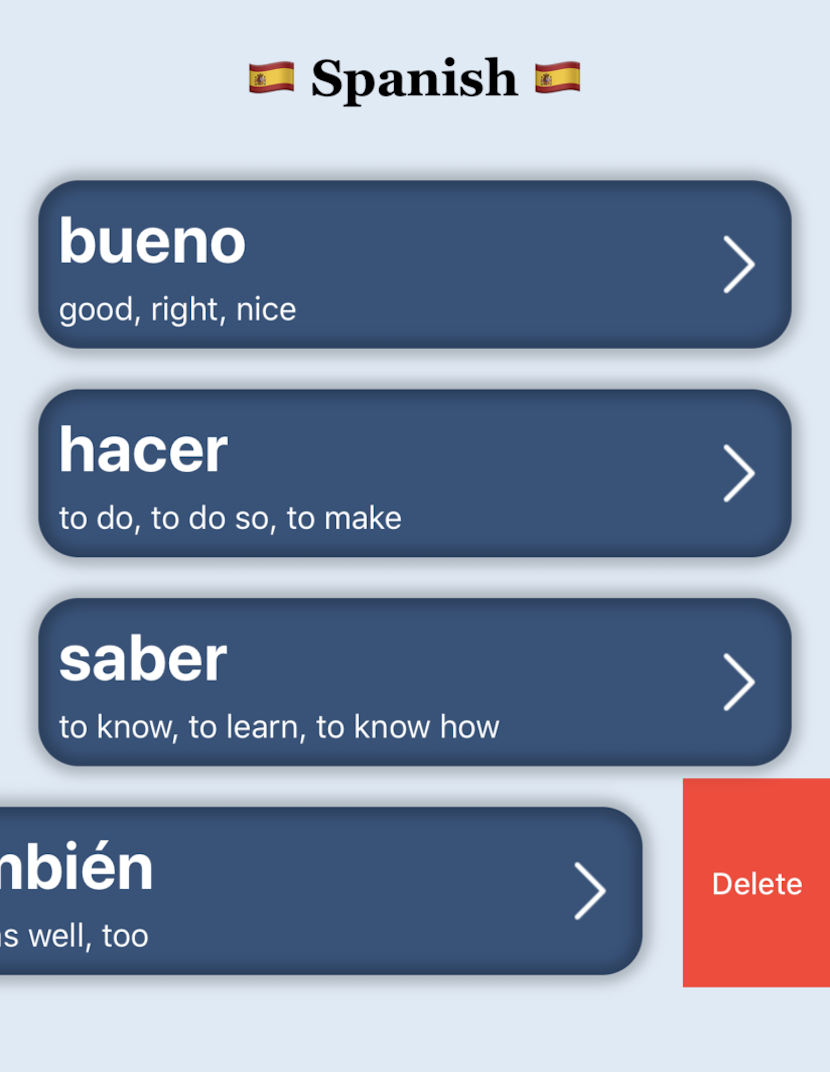 🇪🇸 Spanish 🇪🇸
bueno
good, right, nice
hacer
to do, to do so, to make
saber
to know, to learn, to know how
mbién
as well, too
Delete